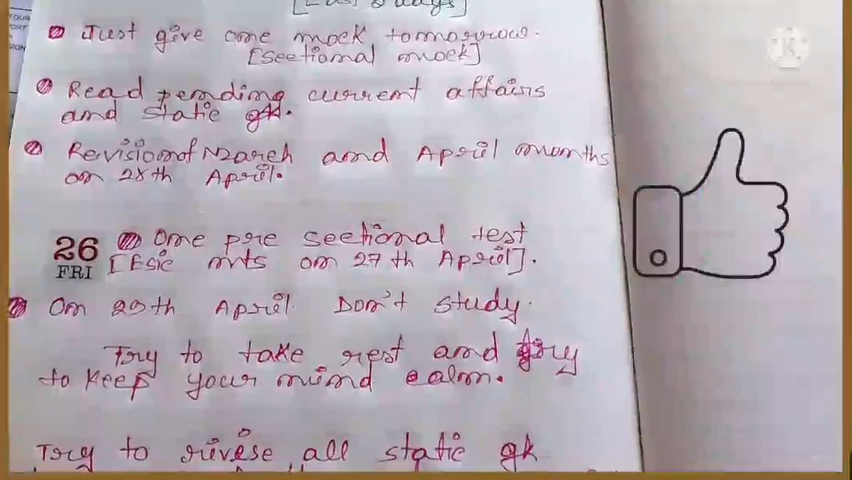 Just give one mock tomorrow.
[Sectional mock]
Read pending current affairs
and static gk.
Revision of March and April months
on 28th April.
26 One pre sectional test
FRI [Esic mts on 27th April].
On 29th April Don't study.
Try to take rest and try
to keep your mind calm.
Try to rivise all static gk
K